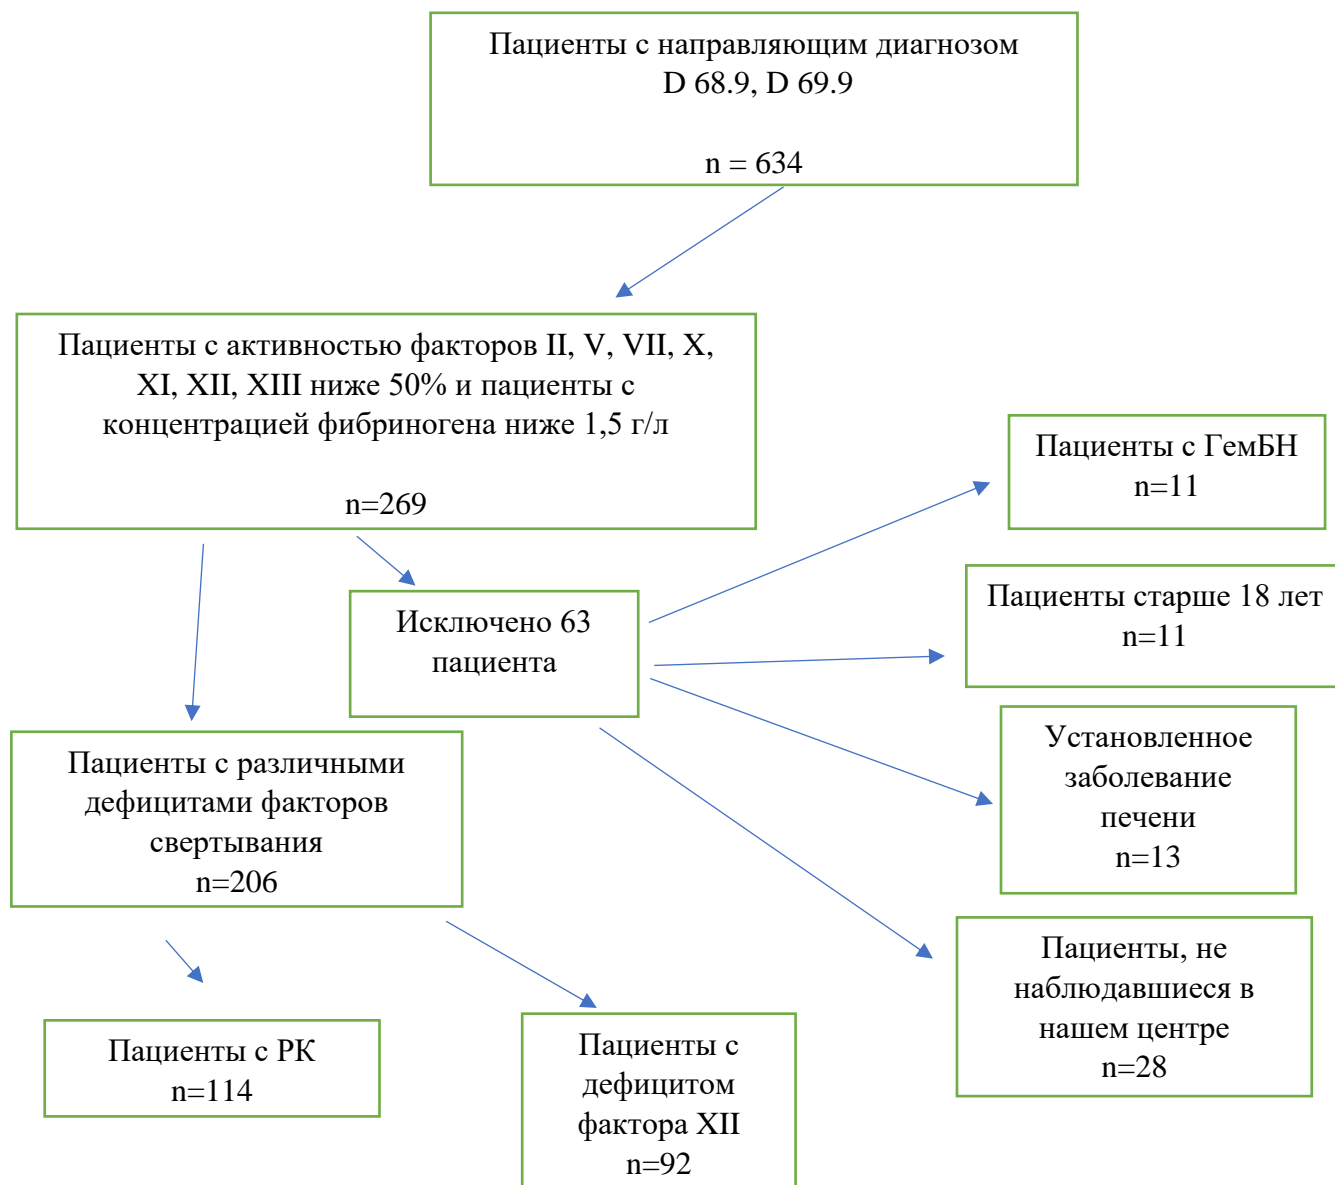 Пациенты с направляющим диагнозом
D 68.9, D 69.9
n = 634
Пациенты с активностью факторов II, V, VII, X,
XI, XII, XIII ниже 50% и пациенты с
концентрацией фибриногена ниже 1,5 г/л
n=269
Исключено 63
пациента
Пациенты с ГемБН
n=11
Пациенты старше 18 лет
n=11
Установленное
заболевание
печени
n=13
Пациенты, не
наблюдавшиеся в
нашем центре
n=28
Пациенты с различными
дефицитами факторов
свертывания
n=206
Пациенты с РК
n=114
Пациенты с
дефицитом
фактора XII
n=92